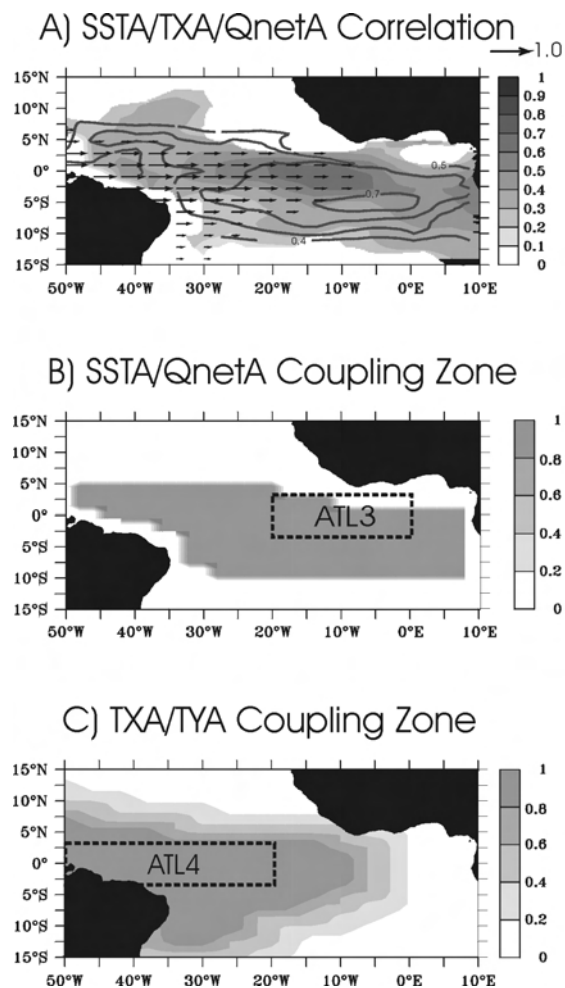 A) SSTA/TXA/QnetA Correlation
1.0
15°N
10°N
5°N
0°
5°S
10°S
15°S
0.5
0.7
0.4
50°W 40°W 30°W 20°W 10°W 0°E 10°E
1
0.9
0.8
0.7
0.6
0.5
0.4
0.3
0.2
0.1
0
B) SSTA/QnetA Coupling Zone
15°N
10°N
5°N
0°
5°S
10°S
15°S
ATL3
50°W 40°W 30°W 20°W 10°W 0°E 10°E
1
0.8
0.6
0.4
0.2
0
C) TXA/TYA Coupling Zone
15°N
10°N
5°N
0°
5°S
10°S
15°S
ATL4
50°W 40°W 30°W 20°W 10°W 0°E 10°E
1
0.8
0.6
0.4
0.2
0